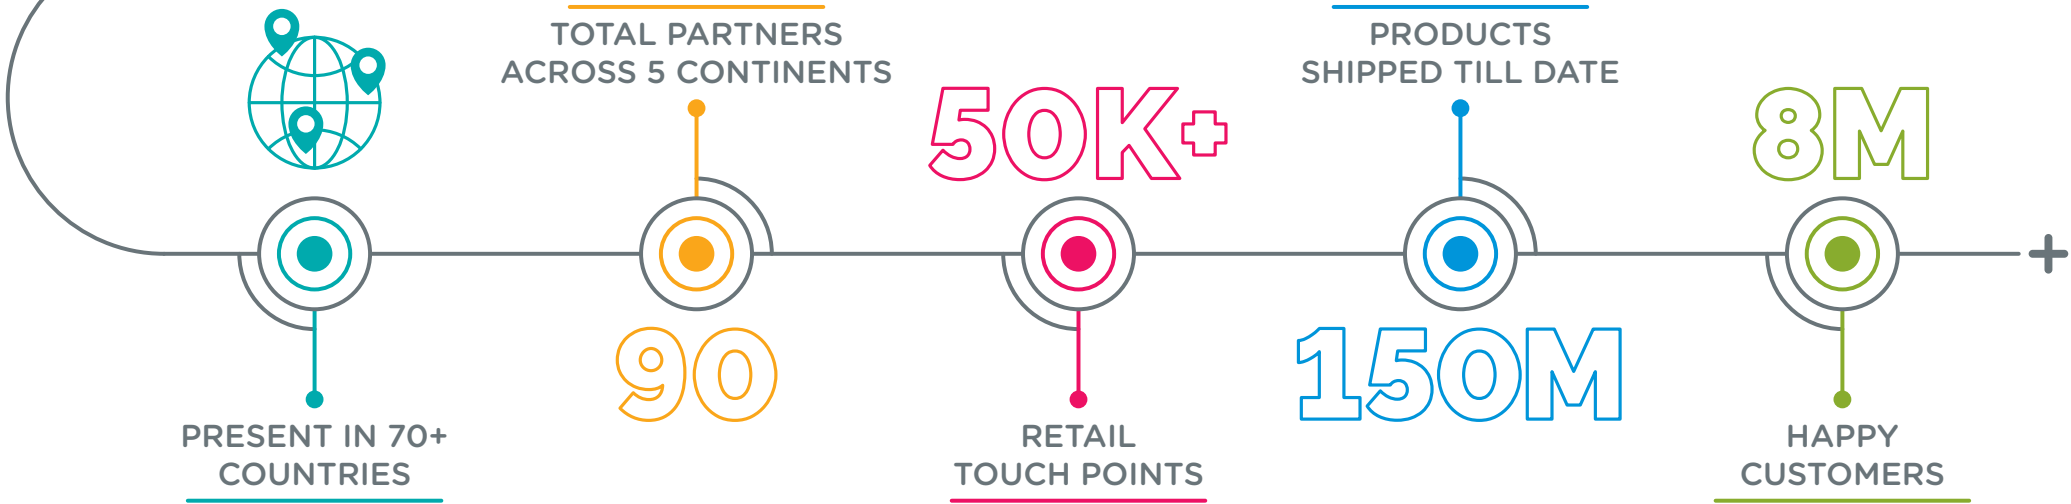 PRESENT IN 70+
COUNTRIES
TOTAL PARTNERS
ACROSS 5 CONTINENTS
90
50K+
RETAIL
TOUCH POINTS
PRODUCTS
SHIPPED TILL DATE
150M
8M
HAPPY
CUSTOMERS
+